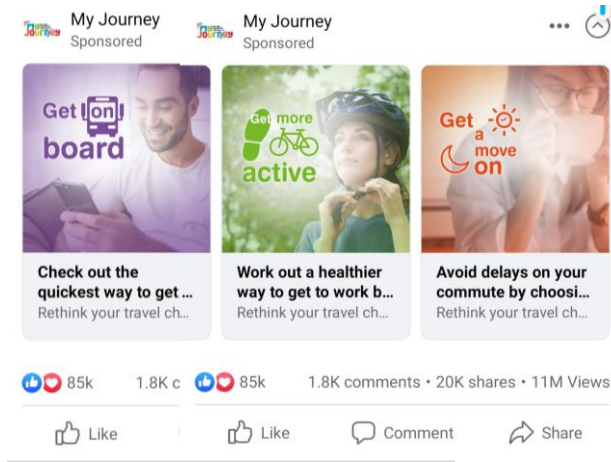 My Journey
Sponsored
My Journey
Sponsored
Get on
board
Get more
active
Get
a
move
on
Check out the
quickest way to get ...
Rethink your travel ch...
Work out a healthier
way to get to work b...
Rethink your travel ch...
Avoid delays on your
commute by choosi...
Rethink your travel ch...
85k 1.8K c
85k 1.8K comments • 20K shares • 11M Views
Like
Like Comment Share